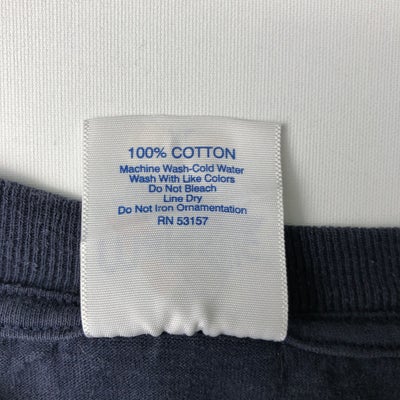 100% COTTON
Machine Wash-Cold Water
Wash With Like Colors
Do Not Bleach
Line Dry
Do Not Iron Ornamentation
RN 53157